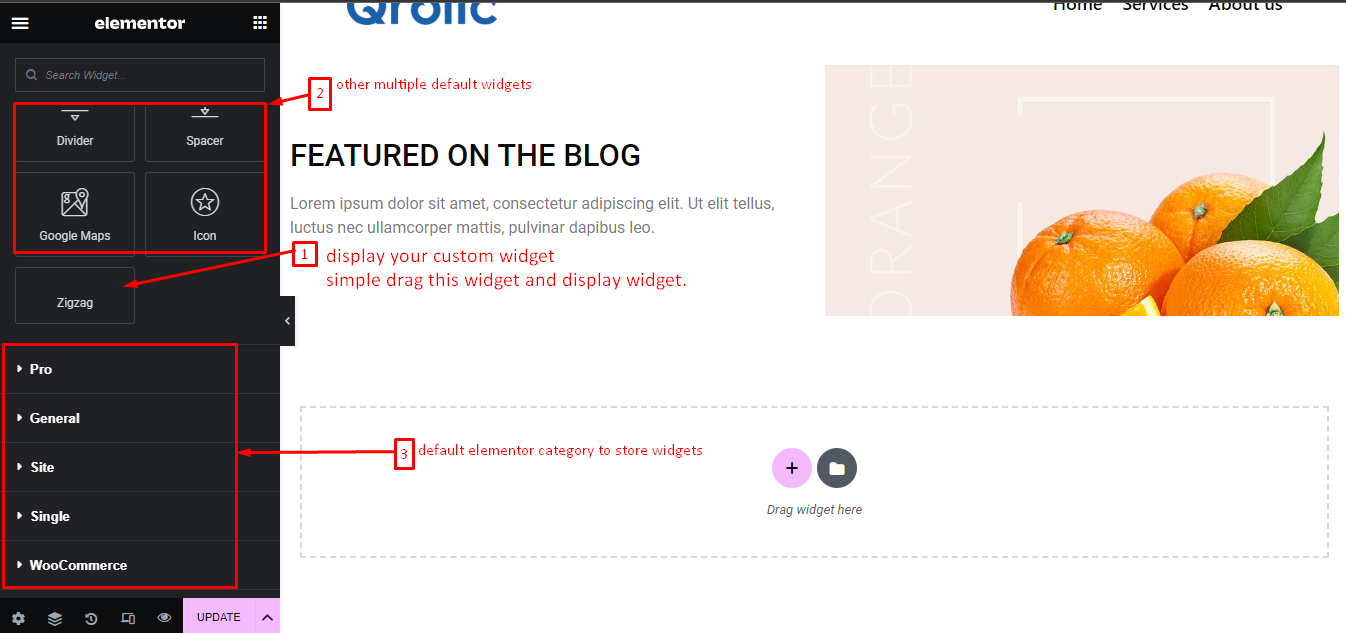 elementor
Search Widget...
Divider
Spacer
Google Maps
Icon
Zigzag
Pro
General
Site
Single
WooCommerce
UPDATE
Qrolic
Home Services About us
2 other multiple default widgets
FEATURED ON THE BLOG
Lorem ipsum dolor sit amet, consectetur adipiscing elit. Ut elit tellus,
luctus nec ullamcorper mattis, pulvinar dapibus leo.
1 display your custom widget
simple drag this widget and display widget.
3 default elementor category to store widgets
Drag widget here